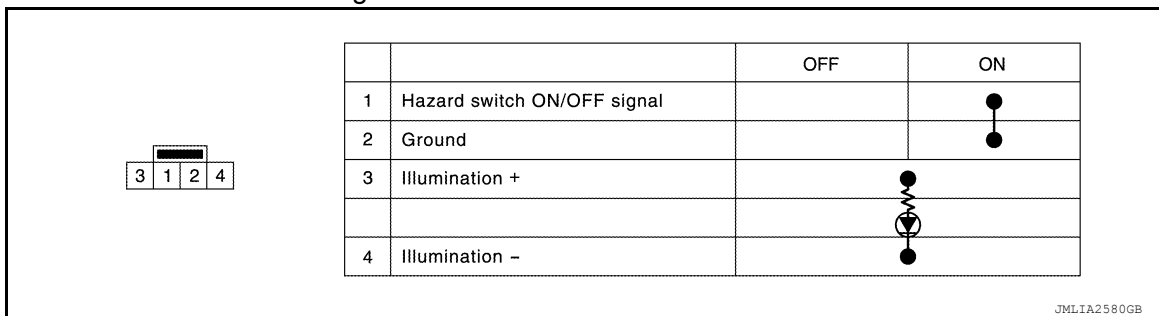 OFF ON
1 Hazard switch ON/OFF signal
2 Ground
3 1 2 4
3 Illumination +
4 Illumination –
JMLIA2580GB